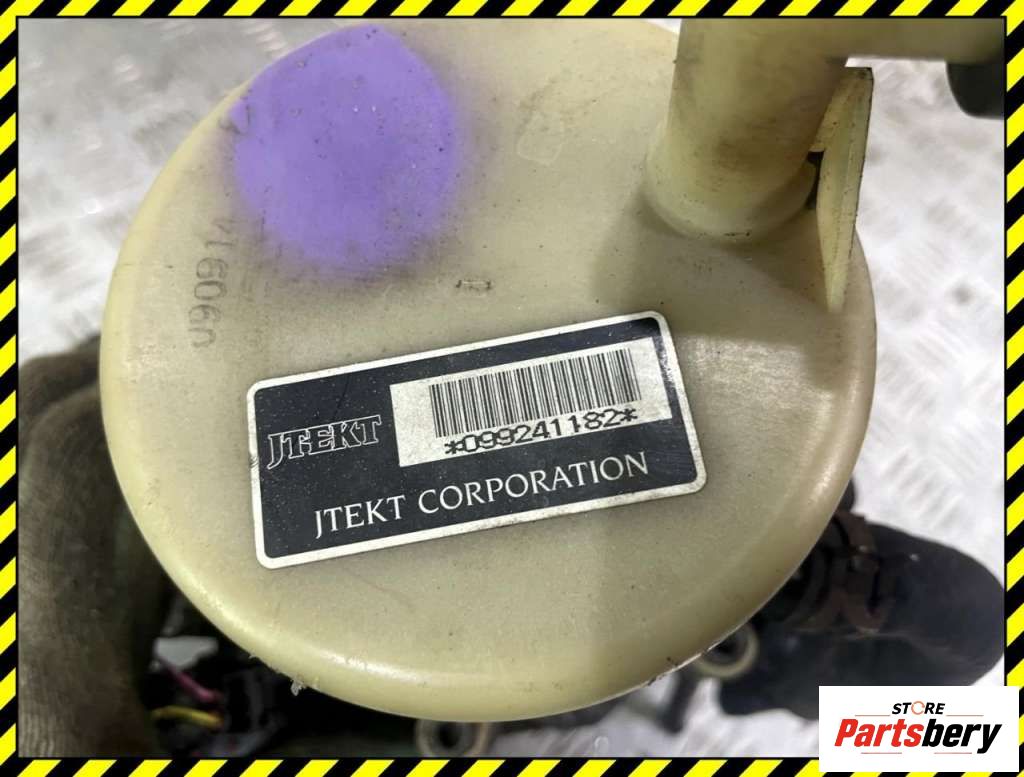 JTEKT
*099241182*
JTEKT CORPORATION
STORE
Partsbery